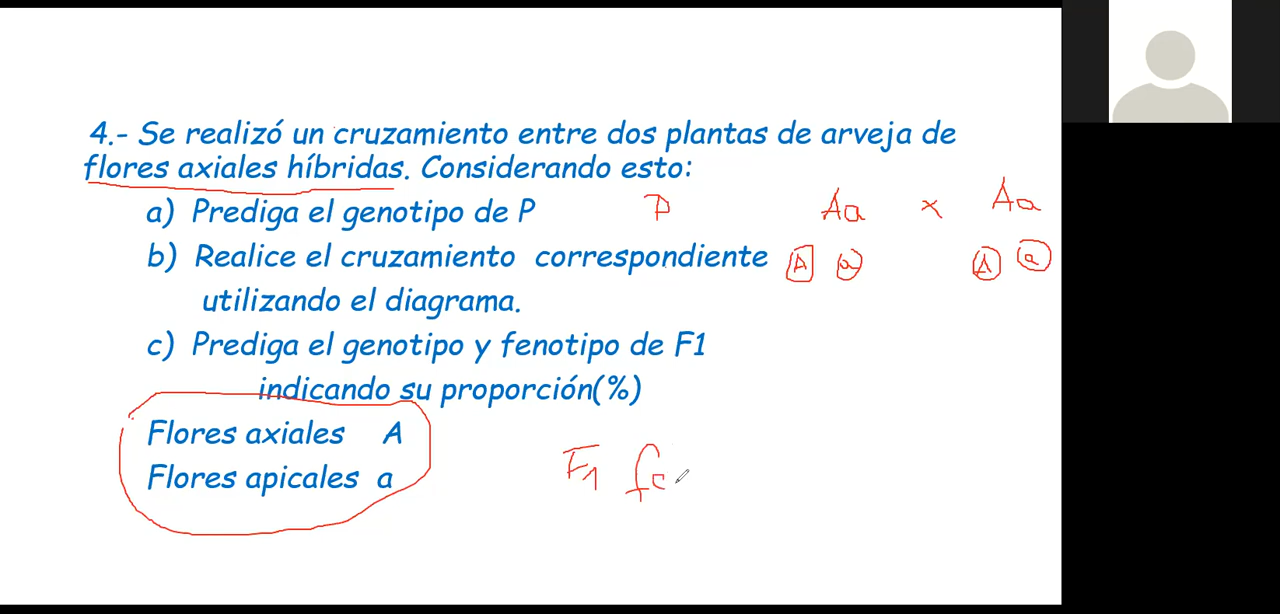 4.- Se realizó un cruzamiento entre dos plantas de arveja de
flores axiales híbridas. Considerando esto:
a) Prediga el genotipo de P
P Aa x Aa
b) Realice el cruzamiento correspondiente
A a A a
utilizando el diagrama.
c) Prediga el genotipo y fenotipo de F1
indicando su proporción(%)
Flores axiales A
Flores apicales a
F1 fe